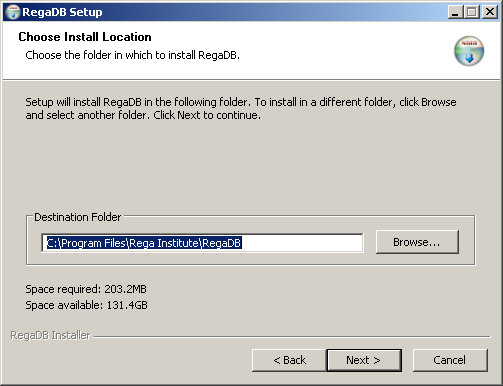 RegaDB Setup
Choose Install Location
Choose the folder in which to install RegaDB.
Setup will install RegaDB in the following folder. To install in a different folder, click Browse
and select another folder. Click Next to continue.
Destination Folder
C:\Program Files\Rega Institute\RegaDB
Browse...
Space required: 203.2MB
Space available: 131.4GB
RegaDB Installer
< Back
Next >
Cancel